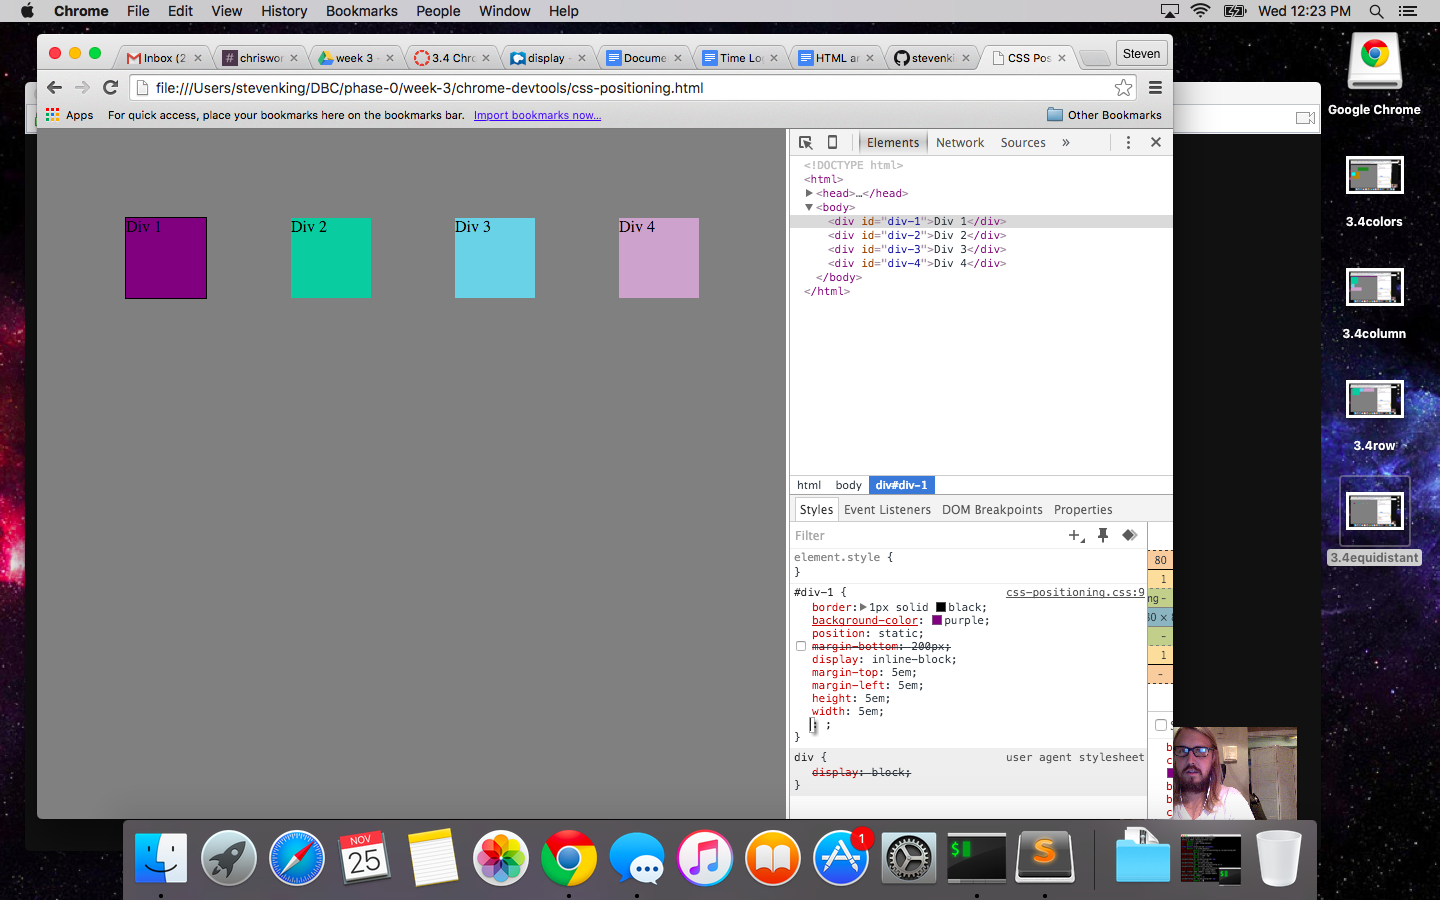 Chrome File Edit View History Bookmarks People Window Help Wed 12:23 PM
Inbox (2 chriswor week 3 - 3.4 Chro display - Docume Time Lo HTML ar stevenki CSS Pos Steven
file:///Users/stevenking/DBC/phase-0/week-3/chrome-devtools/css-positioning.html
Apps For quick access, place your bookmarks here on the bookmarks bar. Import bookmarks now... Other Bookmarks
Google Chrome
3.4colors
3.4column
3.4row
3.4equidistant
Div 1 Div 2 Div 3 Div 4
Elements Network Sources »
<!DOCTYPE html>
<html>
<head>…</head>
<body>
<div id="div-1">Div 1</div>
<div id="div-2">Div 2</div>
<div id="div-3">Div 3</div>
<div id="div-4">Div 4</div>
</body>
</html>
html body div#div-1
Styles Event Listeners DOM Breakpoints Properties
Filter
element.style {
}
#div-1 { css-positioning.css:9
border: 1px solid black;
background-color: purple;
position: static;
margin-bottom: 200px;
display: inline-block;
margin-top: 5em;
margin-left: 5em;
height: 5em;
width: 5em;
: ;
}
div { user agent stylesheet
display: block;
}
80
1
ng -
-
1
-
NOV
25
1